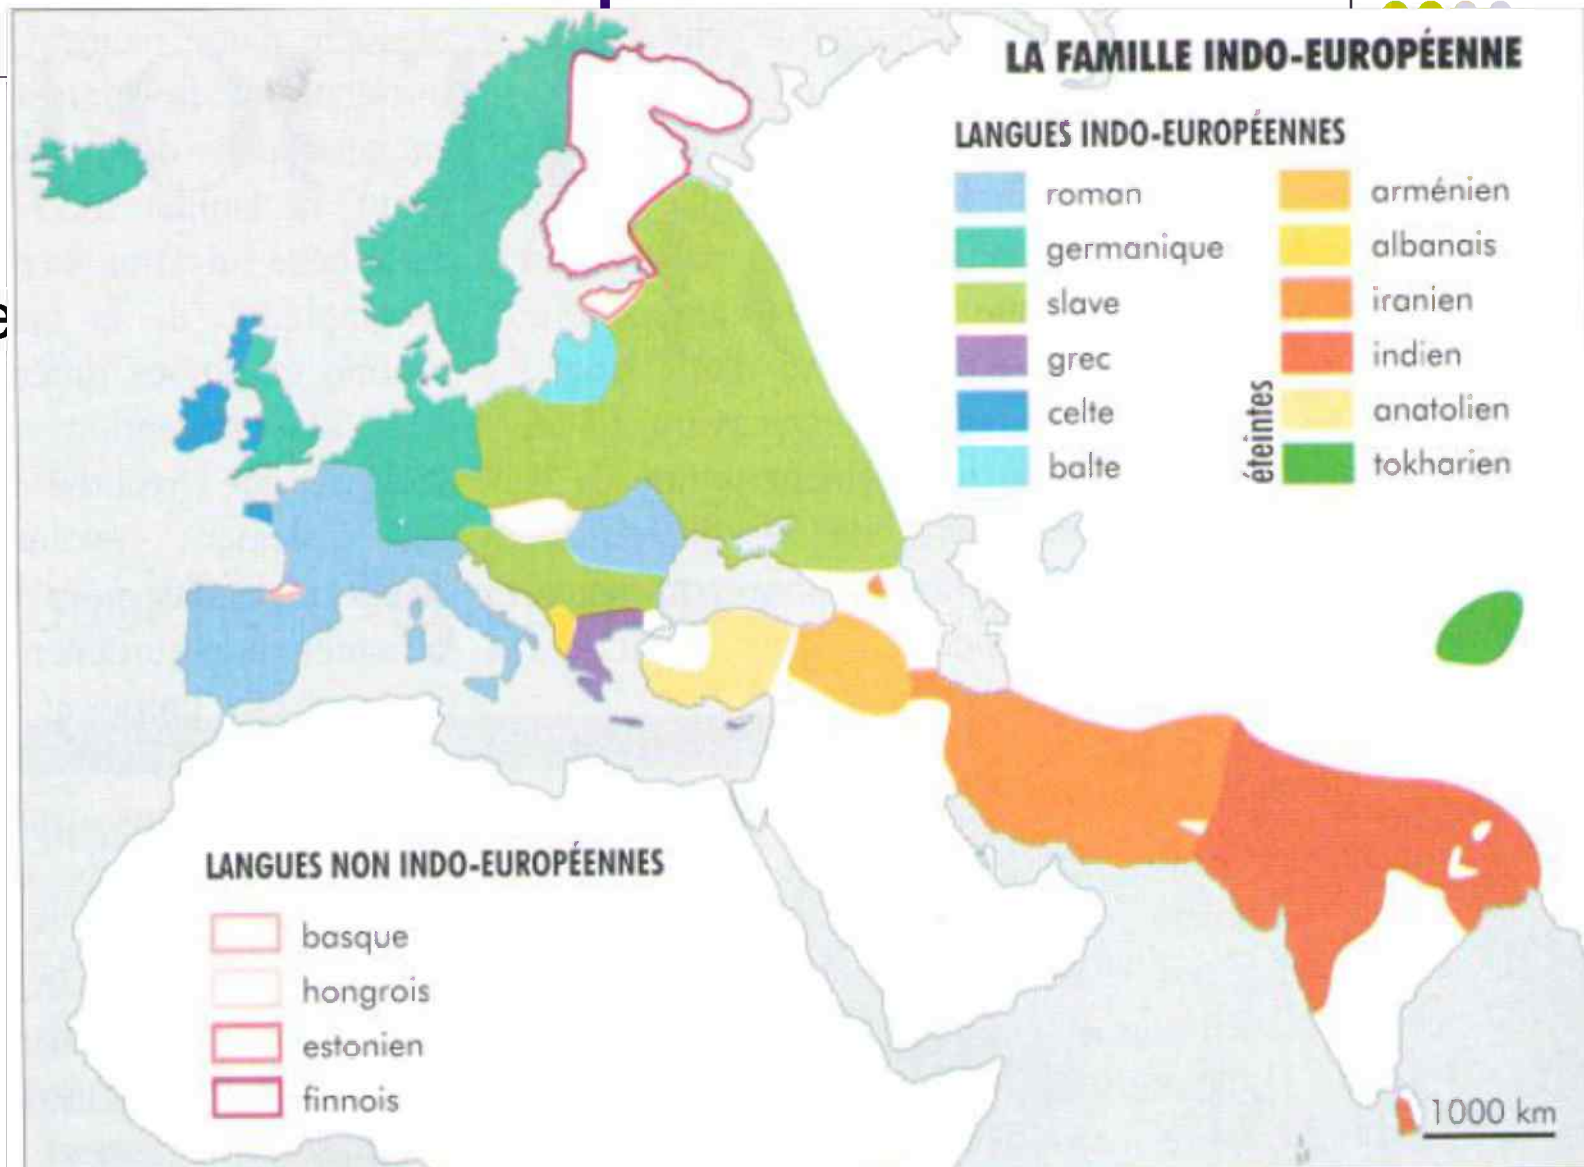 LA FAMILLE INDO-EUROPÉENNE
LANGUES INDO-EUROPÉENNES
roman
germanique
slave
grec
celte
balte
arménien
albanais
iranien
indien
éteintes
anatolien
tokharien
LANGUES NON INDO-EUROPÉENNES
basque
hongrois
estonien
finnois
1000 km